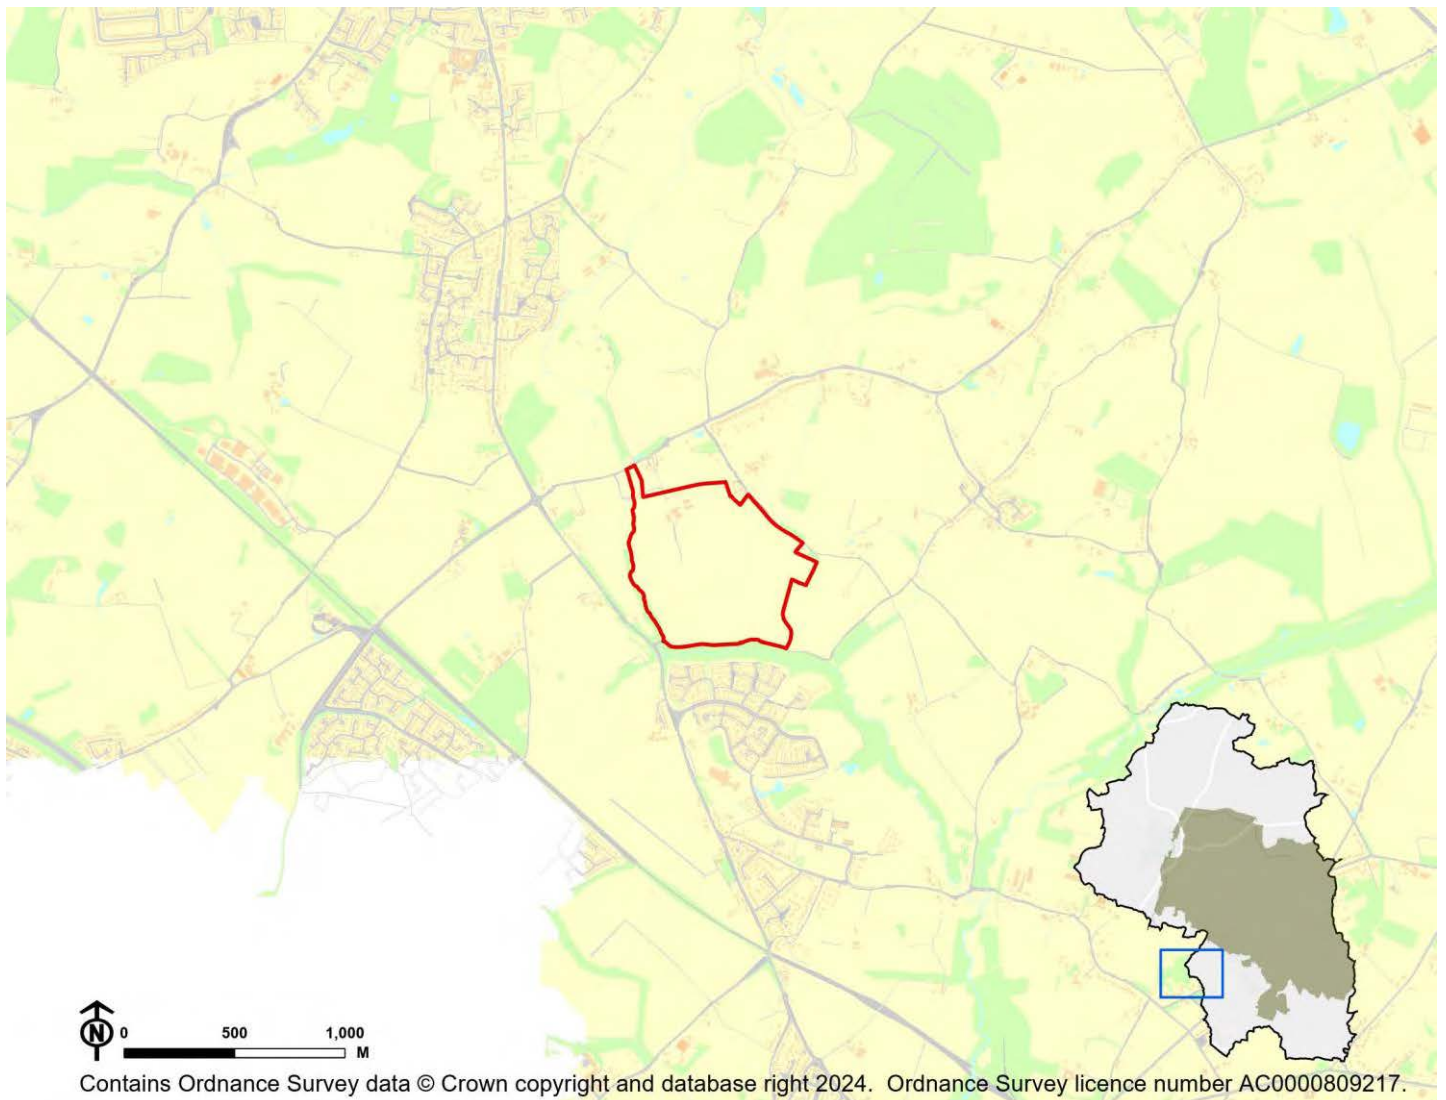 N
0 500 1,000
M
Contains Ordnance Survey data © Crown copyright and database right 2024. Ordnance Survey licence number AC0000809217.